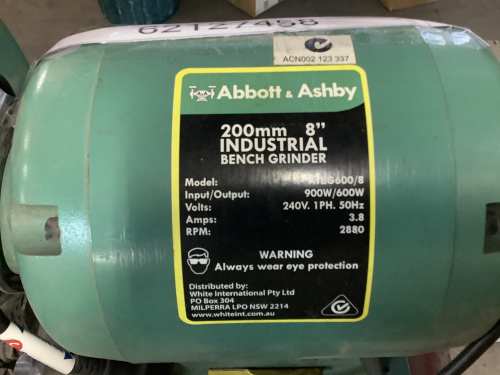 ACN002 123 337
Abbott & Ashby
200mm 8"
INDUSTRIAL
BENCH GRINDER
Model:
Input/Output: 900W/600W
Volts: 240V. 1PH. 50Hz
Amps: 3.8
RPM: 2880
WARNING
Always wear eye protection
Distributed by:
White International Pty Ltd
PO Box 304
MILPERRA LPO NSW 2214
www.whiteint.com.au